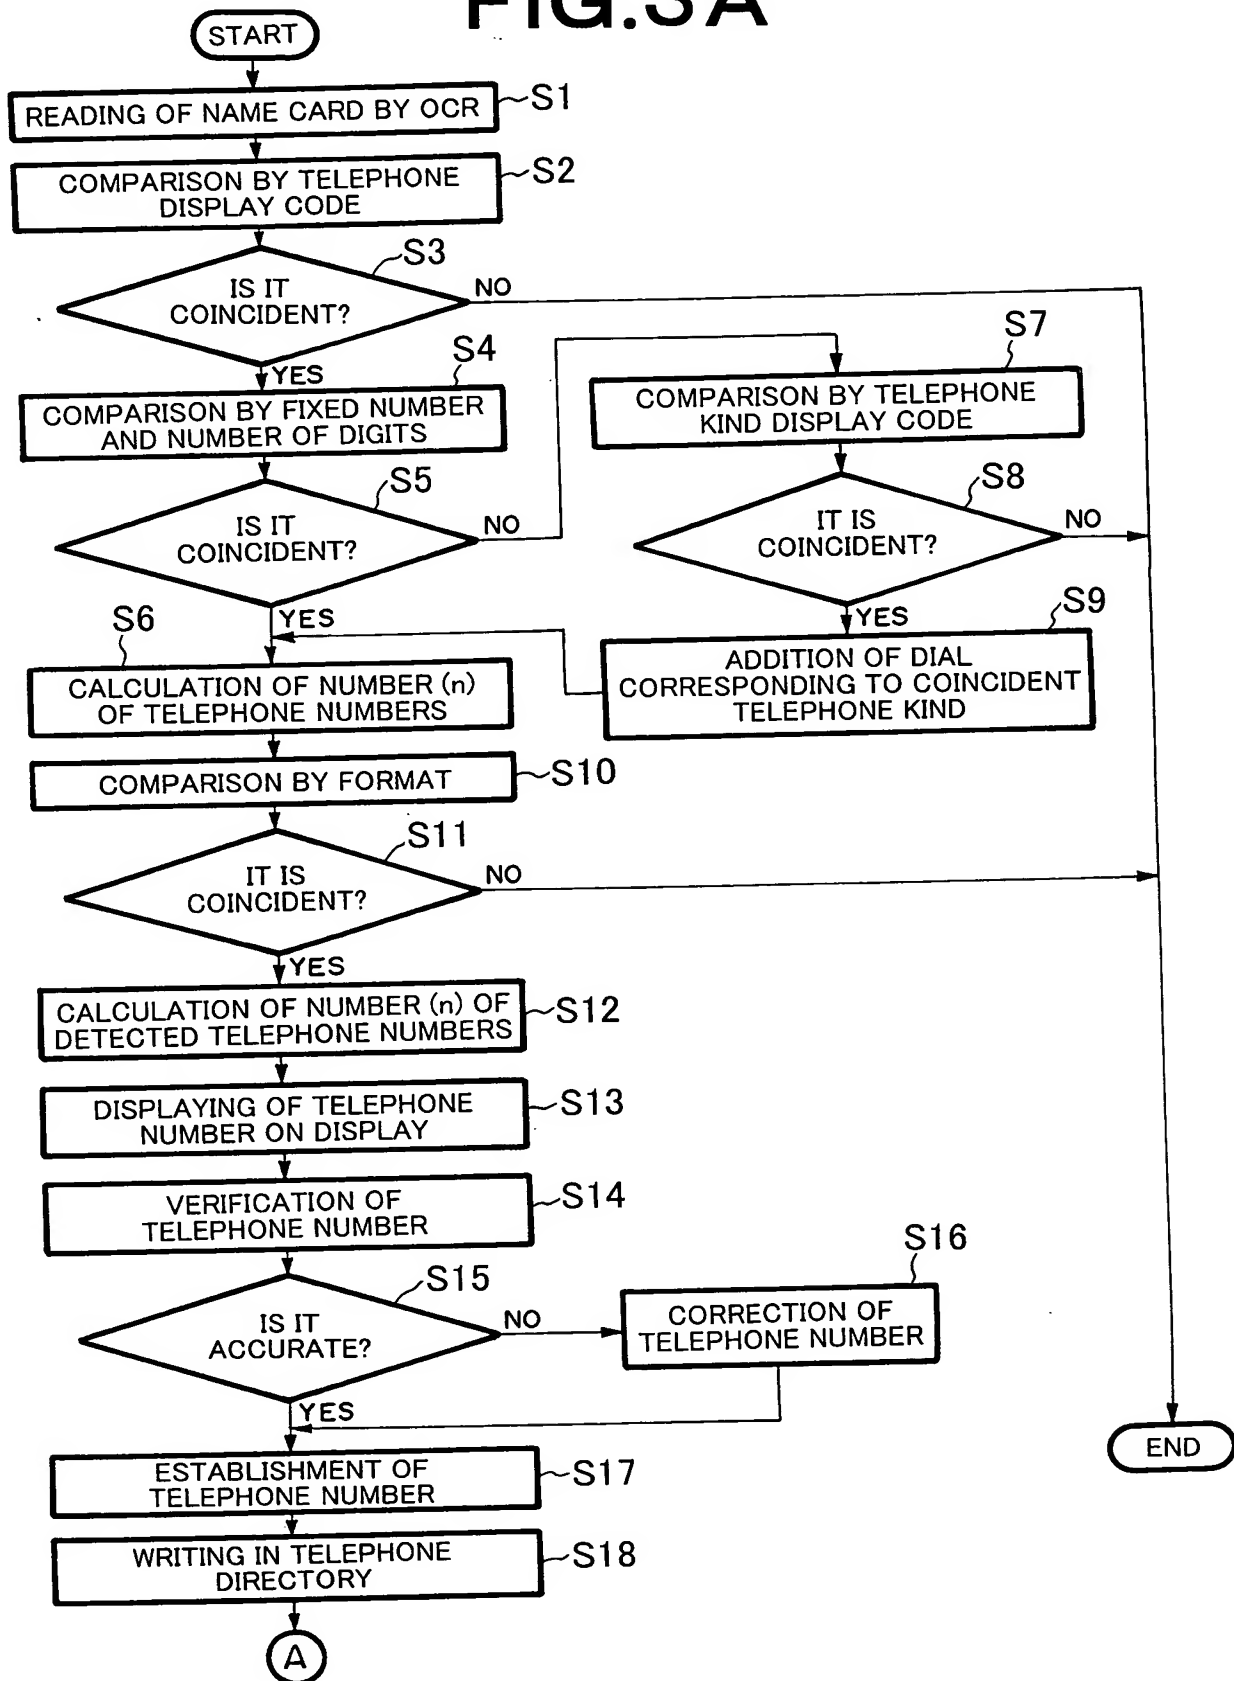 FIG.3A
START
READING OF NAME CARD BY OCR
S1
COMPARISON BY TELEPHONE
DISPLAY CODE
S2
IS IT
COINCIDENT?
S3
NO
YES
S4
COMPARISON BY FIXED NUMBER
AND NUMBER OF DIGITS
S5
IS IT
COINCIDENT?
NO
S7
COMPARISON BY TELEPHONE
KIND DISPLAY CODE
S8
IT IS
COINCIDENT?
NO
YES
S9
ADDITION OF DIAL
CORRESPONDING TO COINCIDENT
TELEPHONE KIND
YES
S6
CALCULATION OF NUMBER (n)
OF TELEPHONE NUMBERS
COMPARISON BY FORMAT
S10
S11
IT IS
COINCIDENT?
NO
YES
CALCULATION OF NUMBER (n) OF
DETECTED TELEPHONE NUMBERS
S12
DISPLAYING OF TELEPHONE
NUMBER ON DISPLAY
S13
VERIFICATION OF
TELEPHONE NUMBER
S14
S15
IS IT
ACCURATE?
NO
S16
CORRECTION OF
TELEPHONE NUMBER
YES
ESTABLISHMENT OF
TELEPHONE NUMBER
S17
WRITING IN TELEPHONE
DIRECTORY
S18
A
END